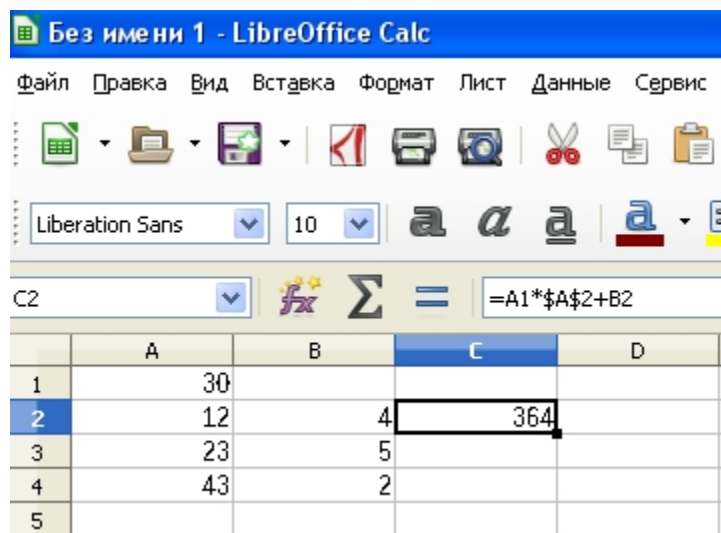 Без имени 1 - LibreOffice Calc
Файл Правка Вид Вставка Формат Лист Данные Сервис
Liberation Sans 10 a a a a
C2 fx Σ = =A1*$A$2+B2
A B C D
1 30
2 12 4 364
3 23 5
4 43 2
5